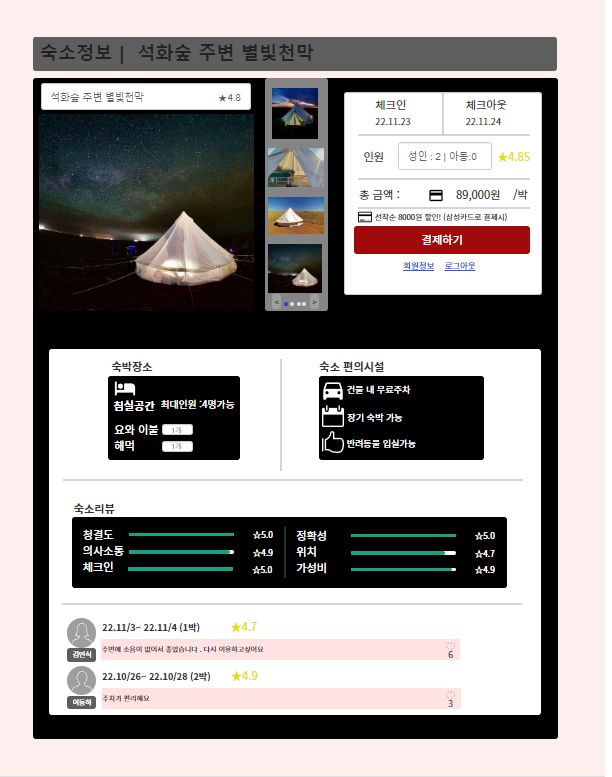 숙소정보 | 석화숲 주변 별빛천막
석화숲 주변 별빛천막 ★4.8
체크인 체크아웃
22.11.23 22.11.24
인원 성인 : 2 | 아동:0 ★4.85
총 금액 : 89,000원 /박
선착순 8000원 할인! (삼성카드로 결제시)
결제하기
회원정보 로그아웃
< >
숙박장소
침실공간 최대인원 :4명가능
요와 이불 1개
해먹 1개
숙소 편의시설
건물 내 무료주차
장기 숙박 가능
반려동물 입실가능
숙소리뷰
청결도 ☆5.0
의사소통 ☆4.9
체크인 ☆5.0
정확성 ☆5.0
위치 ☆4.7
가성비 ☆4.9
22.11/3~ 22.11/4 (1박) ★4.7
김민식 주변에 소음이 없어서 좋았습니다 . 다시 이용하고싶어요 ♡ 6
22.10/26~ 22.10/28 (2박) ★4.9
이동하 주차가 편리해요 ♡ 3